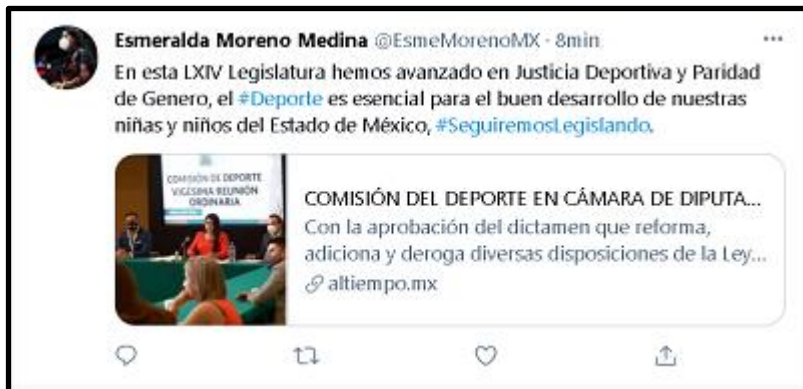 Esmeralda Moreno Medina @EsmeMorenoMX · 8min
En esta LXIV Legislatura hemos avanzado en Justicia Deportiva y Paridad
de Genero, el #Deporte es esencial para el buen desarrollo de nuestras
niñas y niños del Estado de México, #SeguiremosLegislando.
COMISIÓN DE DEPORTE
VIGÉSIMA REUNIÓN
ORDINARIA
COMISIÓN DEL DEPORTE EN CÁMARA DE DIPUTA...
Con la aprobación del dictamen que reforma,
adiciona y deroga diversas disposiciones de la Ley...
altiempo.mx